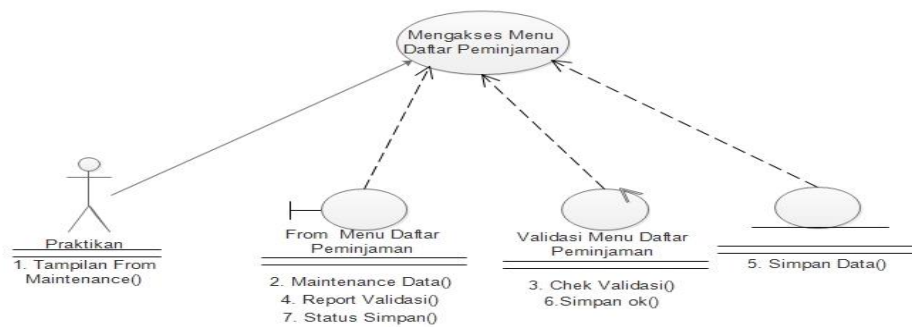 Mengakses Menu
Daftar Peminjaman
Praktikan
1. Tampilan From
Maintenance()
From Menu Daftar
Peminjaman
2. Maintenance Data()
4. Report Validasi()
7. Status Simpan()
Validasi Menu Daftar
Peminjaman
3. Chek Validasi()
6.Simpan ok()
5. Simpan Data()